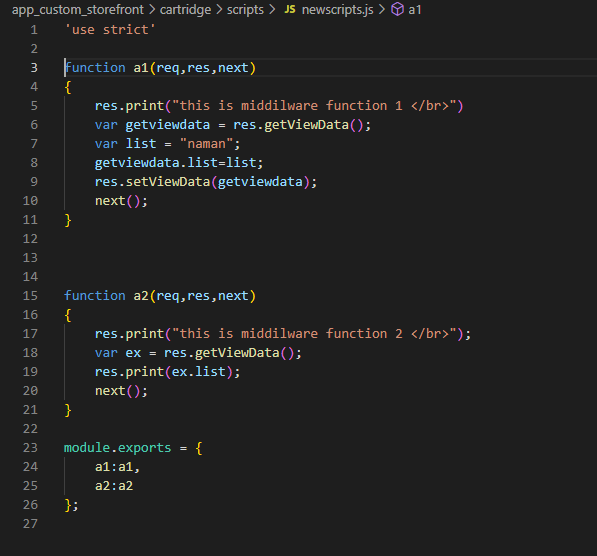 app_custom_storefront > cartridge > scripts > JS newscripts.js > a1
1 'use strict'
2
3 function a1(req,res,next)
4 {
5 res.print("this is middilware function 1 </br>")
6 var getviewdata = res.getViewData();
7 var list = "naman";
8 getviewdata.list=list;
9 res.setViewData(getviewdata);
10 next();
11 }
12
13
14
15 function a2(req,res,next)
16 {
17 res.print("this is middilware function 2 </br>");
18 var ex = res.getViewData();
19 res.print(ex.list);
20 next();
21 }
22
23 module.exports = {
24 a1:a1,
25 a2:a2
26 };
27